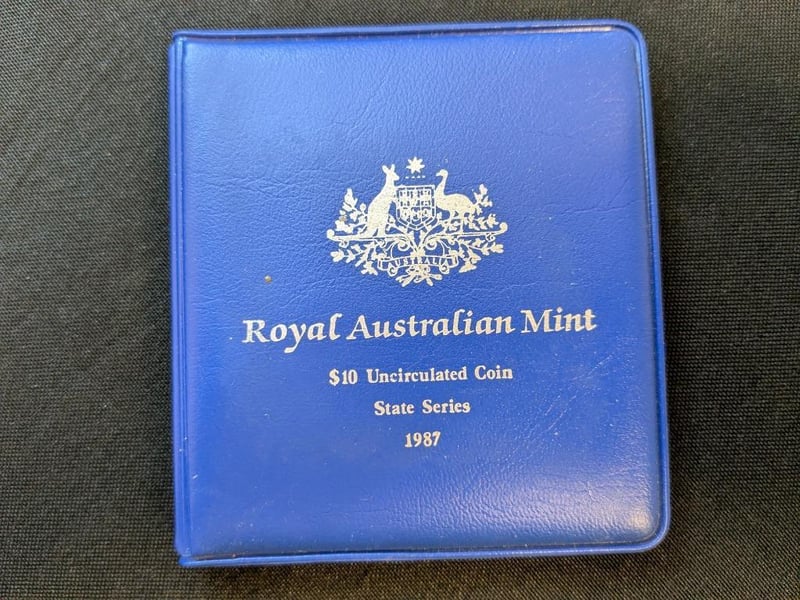 AUSTRALIA
Royal Australian Mint
$10 Uncirculated Coin
State Series
1987